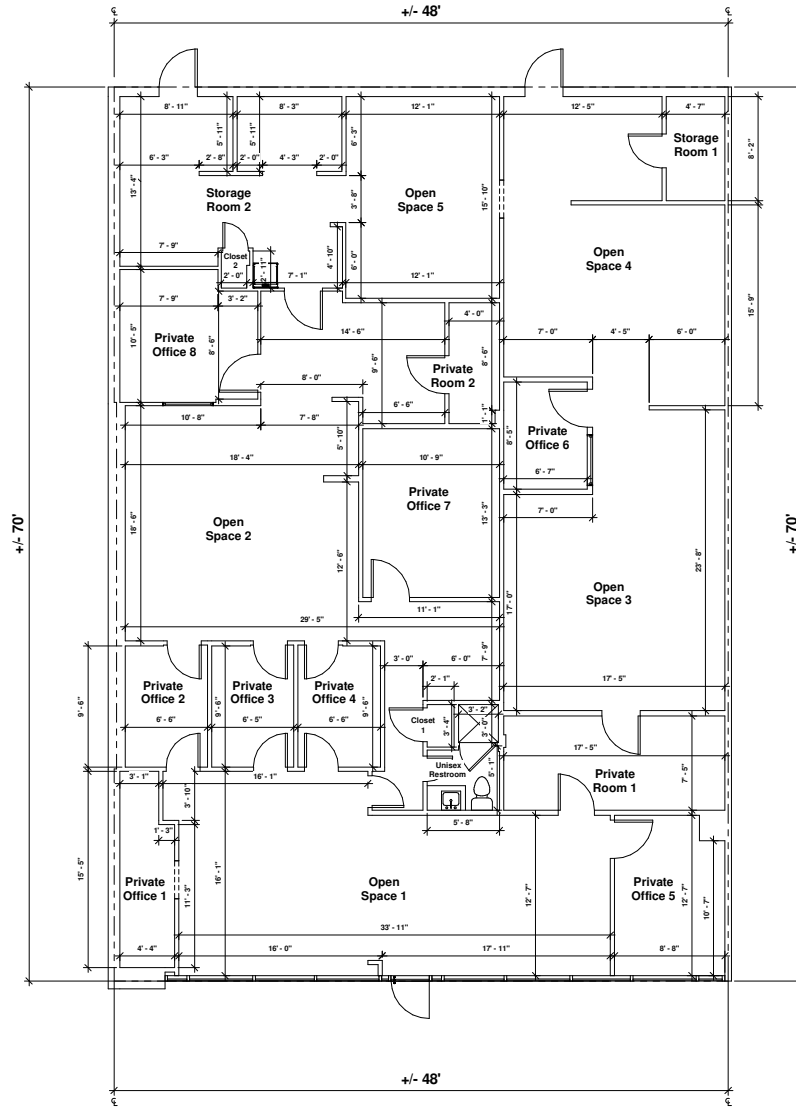 ℄
℄
+/- 48'
8' - 11"
8' - 3"
12' - 1"
12' - 5"
4' - 7"
5' - 11"
5' - 11"
6' - 3"
Storage
Room 1
8' - 2"
6' - 3"
2' - 8"
2' - 0"
4' - 3"
2' - 0"
13' - 4"
Storage
Room 2
3' - 8"
Open
Space 5
15' - 10"
7' - 9"
Closet
2
2' - 11"
4' - 10"
6' - 0"
Open
Space 4
2' - 0"
7' - 1"
12' - 1"
7' - 9"
3' - 2"
4' - 0"
15' - 9"
10' - 5"
Private
Office 8
8' - 6"
14' - 6"
9' - 6"
8' - 6"
7' - 0"
4' - 5"
6' - 0"
Private
Room 2
8' - 0"
6' - 6"
1' - 1"
10' - 8"
7' - 8"
5' - 10"
8' - 5"
Private
Office 6
18' - 4"
10' - 9"
6' - 7"
Private
Office 7
13' - 3"
7' - 0"
18' - 6"
Open
Space 2
12' - 6"
+/- 70'
+/- 70'
17' - 0"
Open
Space 3
23' - 8"
11' - 1"
29' - 5"
7' - 9"
3' - 0"
6' - 0"
2' - 1"
17' - 5"
9' - 6"
Private
Office 2
9' - 6"
Private
Office 3
Private
Office 4
9' - 6"
6' - 6"
6' - 5"
6' - 6"
Closet
1
3' - 4"
3' - 2"
3' - 0"
17' - 5"
Unisex
Restroom
5' - 1"
Private
Room 1
7' - 5"
3' - 1"
16' - 1"
3' - 10"
1' - 3"
5' - 8"
15' - 5"
Private
Office 1
11' - 3"
16' - 1"
Open
Space 1
12' - 7"
Private
Office 5
12' - 7"
10' - 7"
33' - 11"
4' - 4"
16' - 0"
17' - 11"
8' - 8"
+/- 48'
℄
℄